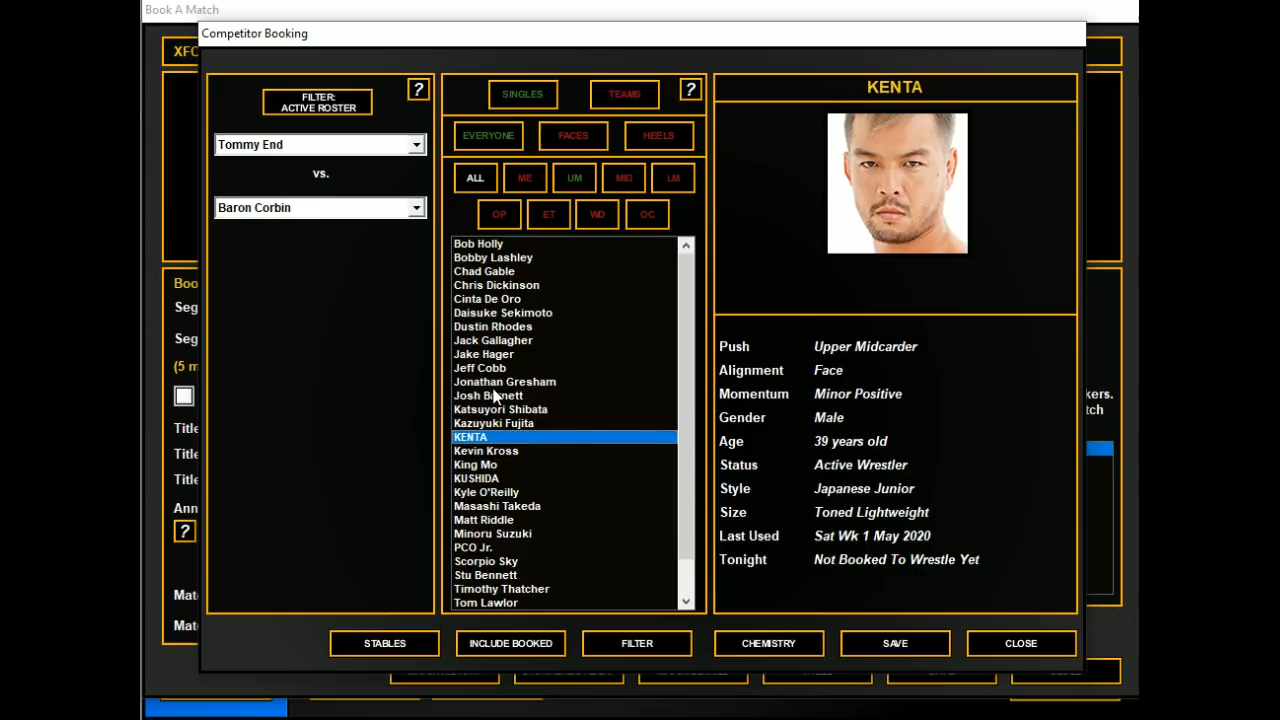 Book A Match
Competitor Booking
XFC
FILTER:
ACTIVE ROSTER
?
Tommy End
vs.
Baron Corbin
SINGLES
TEAMS
?
EVERYONE
FACES
HEELS
ALL
ME
UM
MID
LM
OP
ET
WD
OC
Bob Holly
Bobby Lashley
Chad Gable
Chris Dickinson
Cinta De Oro
Daisuke Sekimoto
Dustin Rhodes
Jack Gallagher
Jake Hager
Jeff Cobb
Jonathan Gresham
Josh Barnett
Katsuyori Shibata
Kazuyuki Fujita
KENTA
Kevin Kross
King Mo
KUSHIDA
Kyle O'Reilly
Masashi Takeda
Matt Riddle
Minoru Suzuki
PCO Jr.
Scorpio Sky
Stu Bennett
Timothy Thatcher
Tom Lawlor
KENTA
Push Upper Midcarder
Alignment Face
Momentum Minor Positive
Gender Male
Age 39 years old
Status Active Wrestler
Style Japanese Junior
Size Toned Lightweight
Last Used Sat Wk 1 May 2020
Tonight Not Booked To Wrestle Yet
STABLES
INCLUDE BOOKED
FILTER
CHEMISTRY
SAVE
CLOSE
Boo
Seg
Seg
(5 m
Title
Title
Title
Ann
?
Mat
Mat
kers.
tch